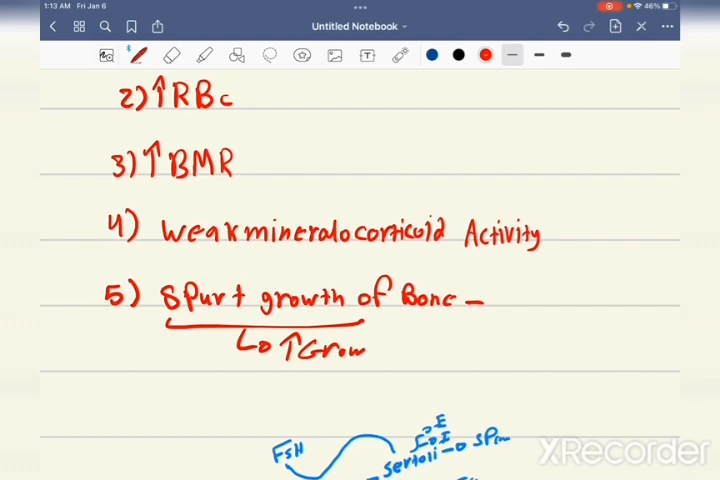 1:13 AM Fri Jan 6
46%
Untitled Notebook
2) ↑ RBc
3) ↑ BMR
4) Weak mineralocorticoid Activity
5) Spurt growth of Bone -
↑ Grow
E
I
FSH
Sertoli
XRecorder